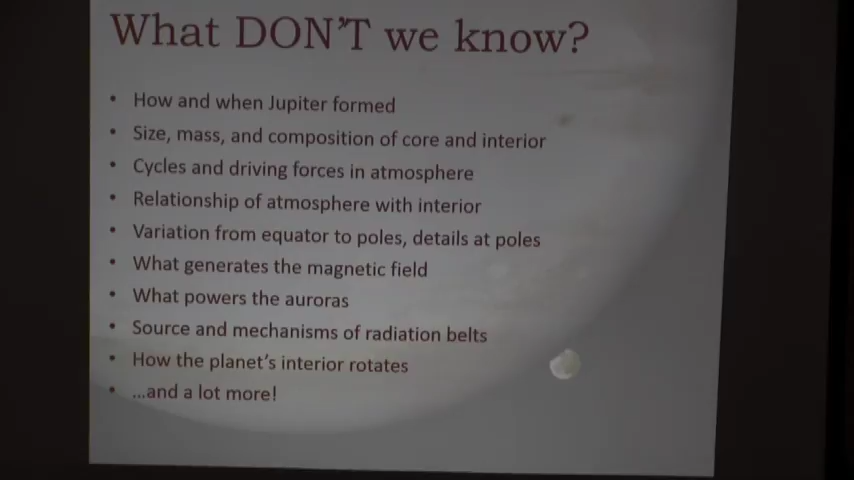 What DON'T we know?
• How and when Jupiter formed
• Size, mass, and composition of core and interior
• Cycles and driving forces in atmosphere
• Relationship of atmosphere with interior
• Variation from equator to poles, details at poles
• What generates the magnetic field
• What powers the auroras
• Source and mechanisms of radiation belts
• How the planet's interior rotates
• ...and a lot more!